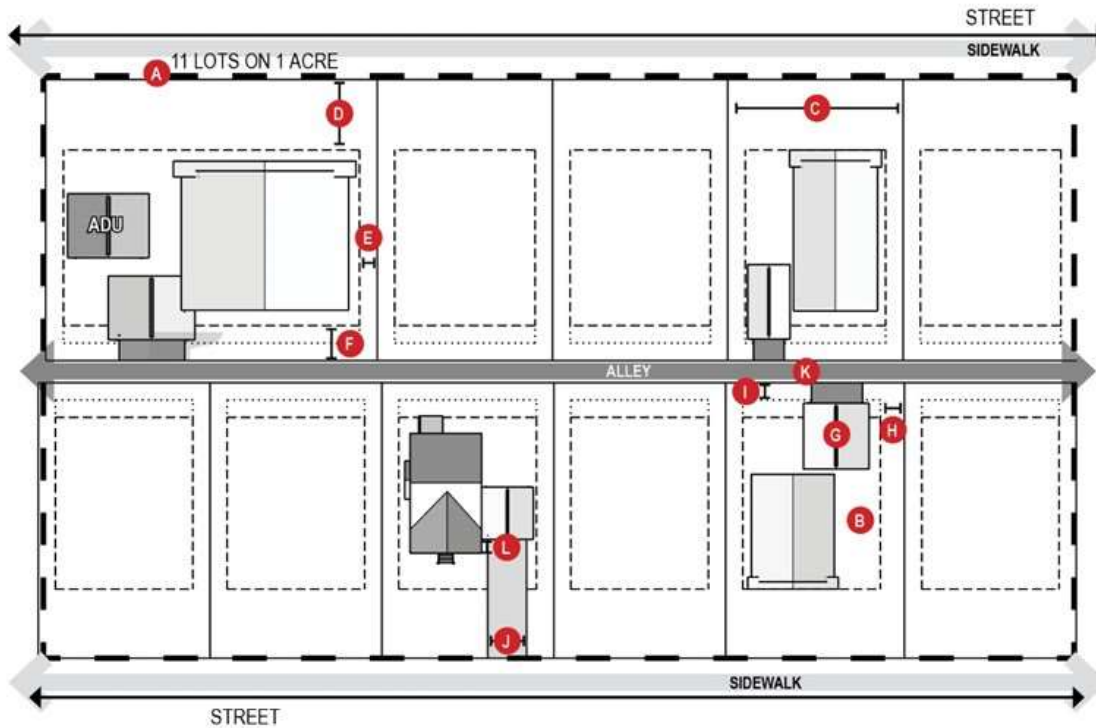 STREET
SIDEWALK
A
11 LOTS ON 1 ACRE
D
C
ADU
E
F
ALLEY
K
I
H
G
B
L
J
SIDEWALK
STREET